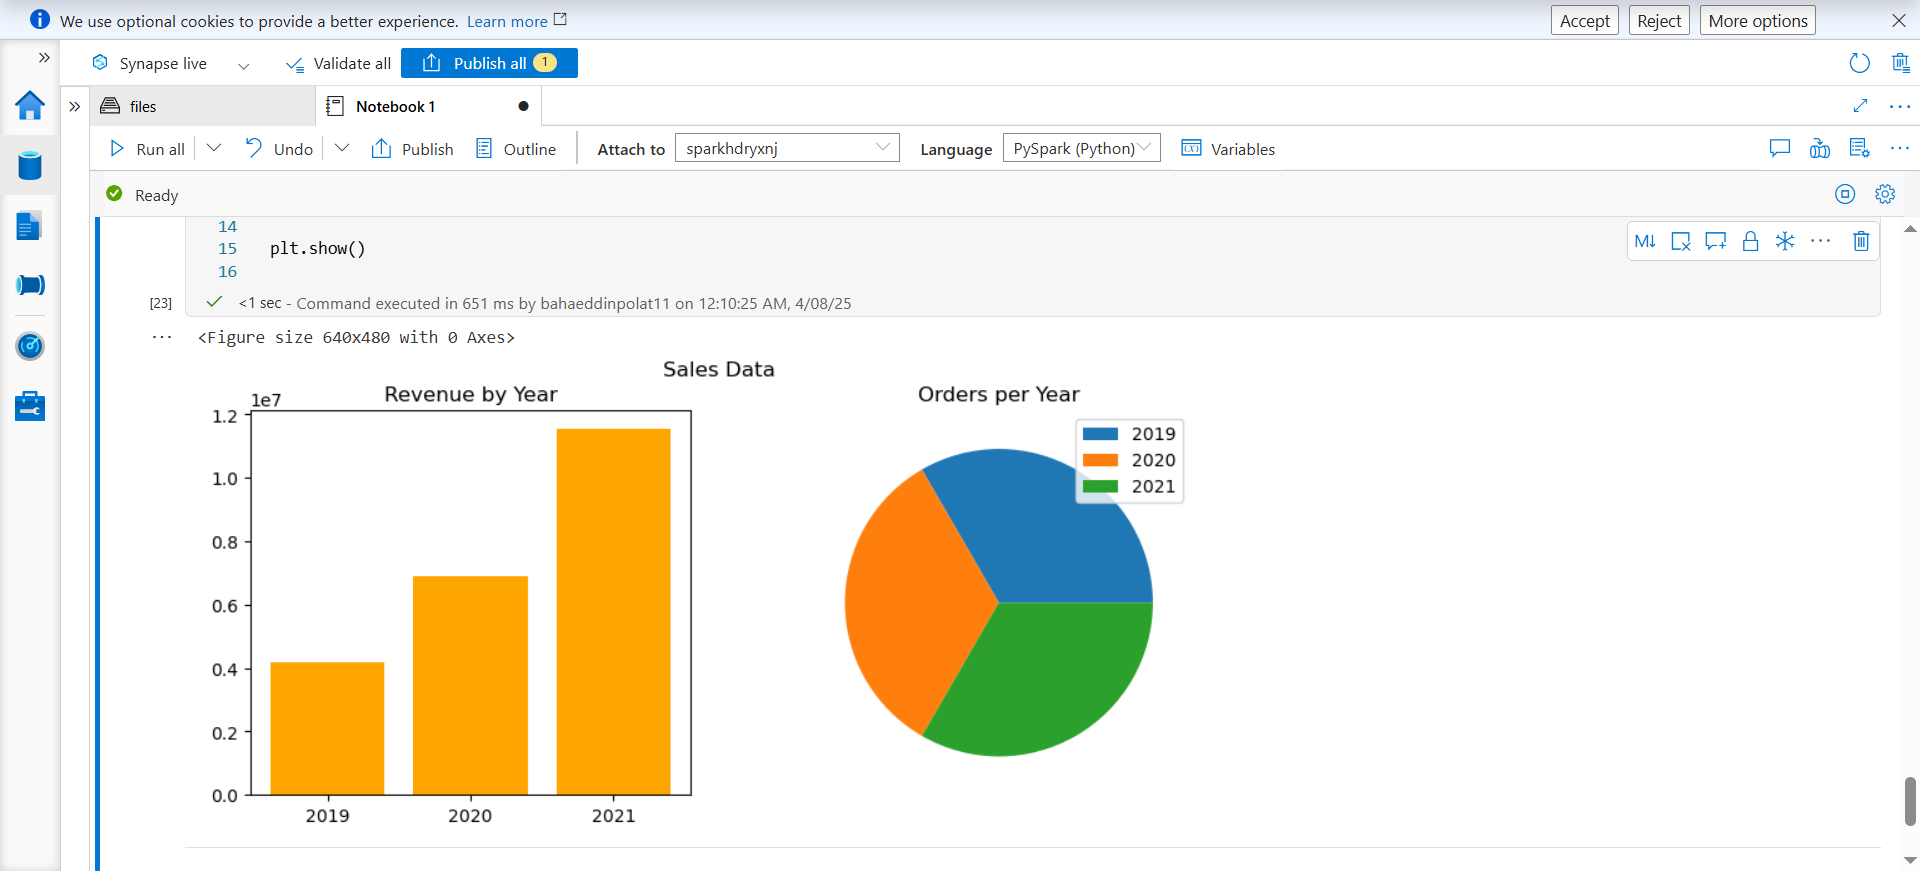 We use optional cookies to provide a better experience. Learn more
Accept
Reject
More options
Synapse live
Validate all
Publish all 1
files
Notebook 1
Run all
Undo
Publish
Outline
Attach to
sparkhdryxnj
Language
PySpark (Python)
Variables
Ready
14
15 plt.show()
16
M↓
[23]
<1 sec - Command executed in 651 ms by bahaeddinpolat11 on 12:10:25 AM, 4/08/25
<Figure size 640x480 with 0 Axes>
Sales Data
Revenue by Year
1e7
1.2
1.0
0.8
0.6
0.4
0.2
0.0
2019
2020
2021
Orders per Year
2019
2020
2021